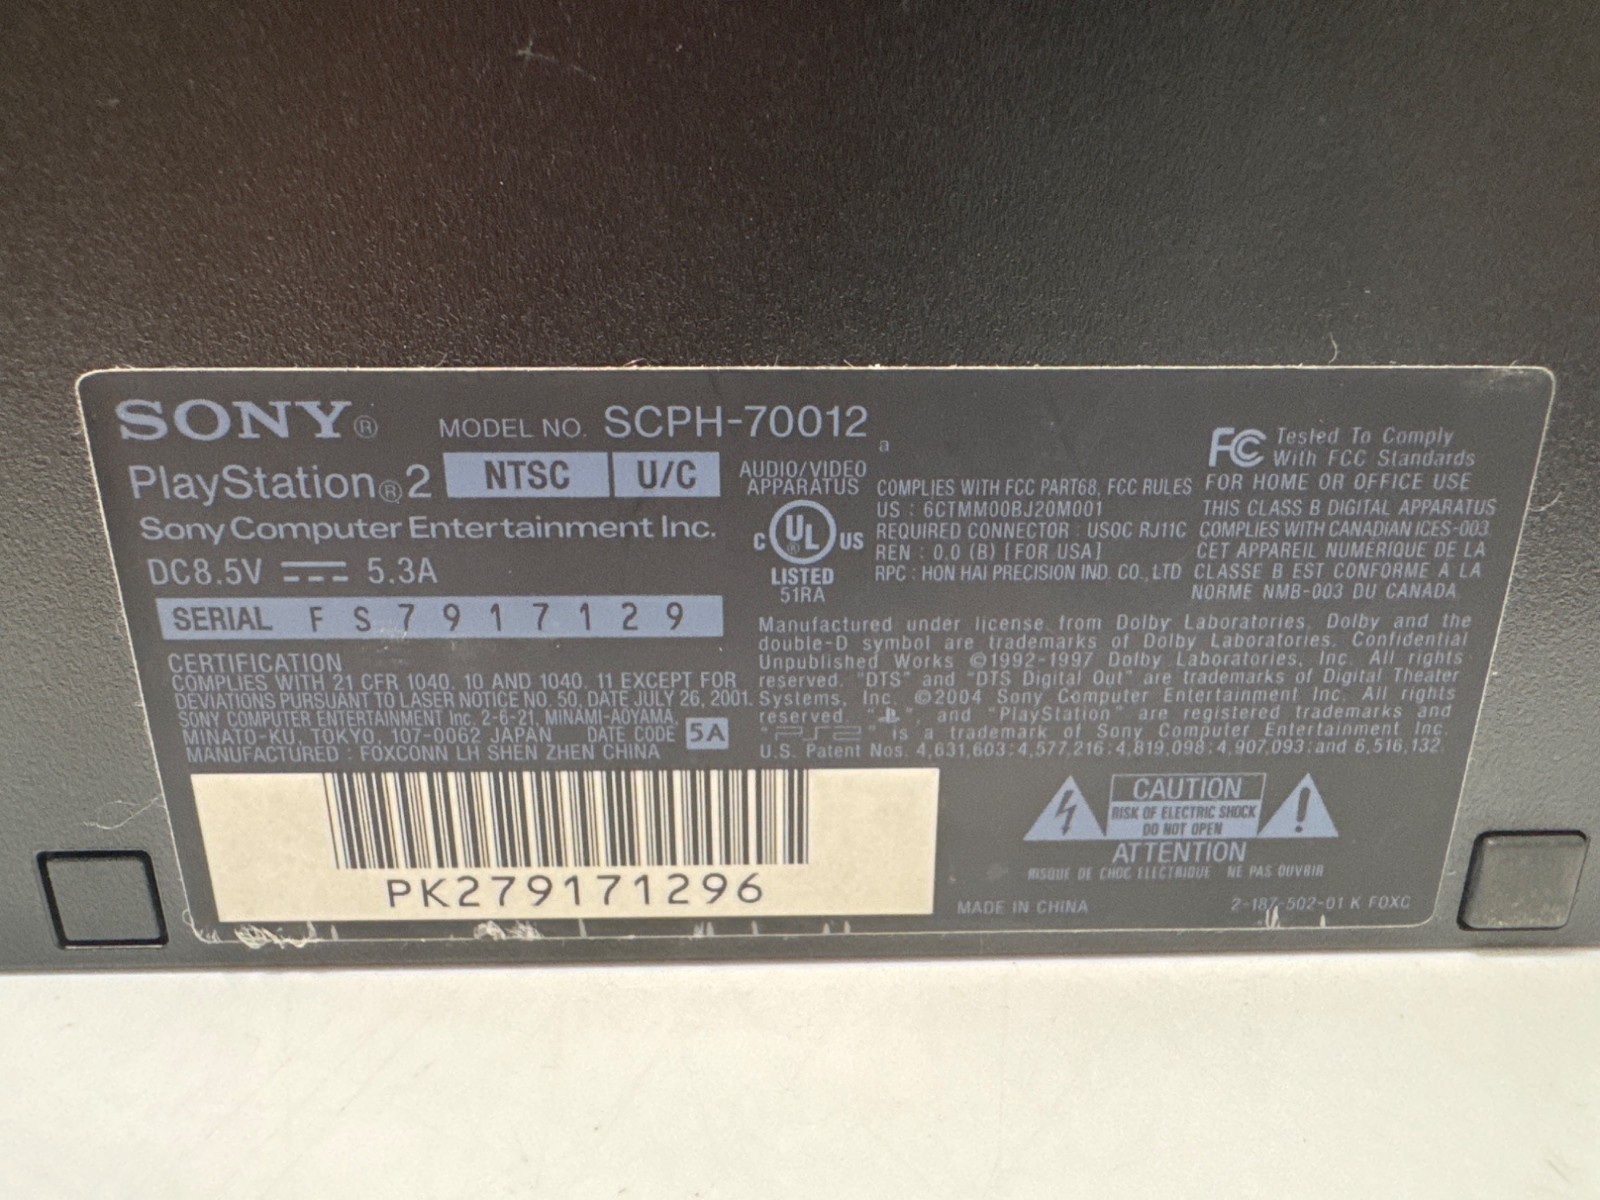 SONY® MODEL NO. SCPH-70012 a
PlayStation®2 NTSC U/C
Sony Computer Entertainment Inc.
DC8.5V 5.3A
SERIAL FS7917129
CERTIFICATION
COMPLIES WITH 21 CFR 1040. 10 AND 1040. 11 EXCEPT FOR
DEVIATIONS PURSUANT TO LASER NOTICE NO. 50, DATE JULY 26, 2001.
SONY COMPUTER ENTERTAINMENT Inc. 2-6-21, MINAMI-AOYAMA,
MINATO-KU, TOKYO, 107-0062 JAPAN DATE CODE 5A
MANUFACTURED : FOXCONN LH SHEN ZHEN CHINA
AUDIO/VIDEO
APPARATUS
C UL® US
LISTED
51RA
COMPLIES WITH FCC PART68, FCC RULES
US : 6CTMM00BJ20M001
REQUIRED CONNECTOR : USOC RJ11C
REN : 0.0 (B) [FOR USA]
RPC : HON HAI PRECISION IND. CO., LTD
FC Tested To Comply
With FCC Standards
FOR HOME OR OFFICE USE
THIS CLASS B DIGITAL APPARATUS
COMPLIES WITH CANADIAN ICES-003.
CET APPAREIL NUMÉRIQUE DE LA
CLASSE B EST CONFORME À LA
NORME NMB-003 DU CANADA
Manufactured under license from Dolby Laboratories. Dolby and the
double-D symbol are trademarks of Dolby Laboratories. Confidential
Unpublished Works ©1992-1997 Dolby Laboratories, Inc. All rights
reserved. "DTS" and "DTS Digital Out" are trademarks of Digital Theater
Systems, Inc. ©2004 Sony Computer Entertainment Inc. All rights
reserved. " ", and "PlayStation" are registered trademarks and
"PS2" is a trademark of Sony Computer Entertainment Inc.
U.S. Patent Nos. 4,631,603;4,577,216;4,819,098;4,907,093;and 6,516,132.
PK279171296
CAUTION
RISK OF ELECTRIC SHOCK
DO NOT OPEN
ATTENTION
RISQUE DE CHOC ELECTRIQUE NE PAS OUVRIR
MADE IN CHINA
2-187-502-01 K FOXC